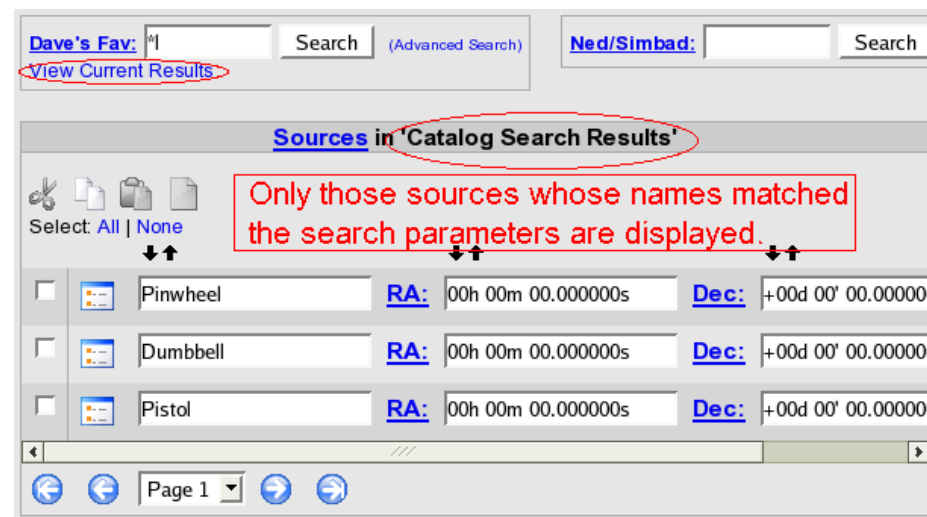 Dave's Fav: *l Search (Advanced Search) Ned/Simbad: Search
View Current Results
Sources in 'Catalog Search Results'
Only those sources whose names matched
the search parameters are displayed.
Select: All | None
Pinwheel RA: 00h 00m 00.000000s Dec: +00d 00' 00.00000
Dumbbell RA: 00h 00m 00.000000s Dec: +00d 00' 00.00000
Pistol RA: 00h 00m 00.000000s Dec: +00d 00' 00.00000
Page 1